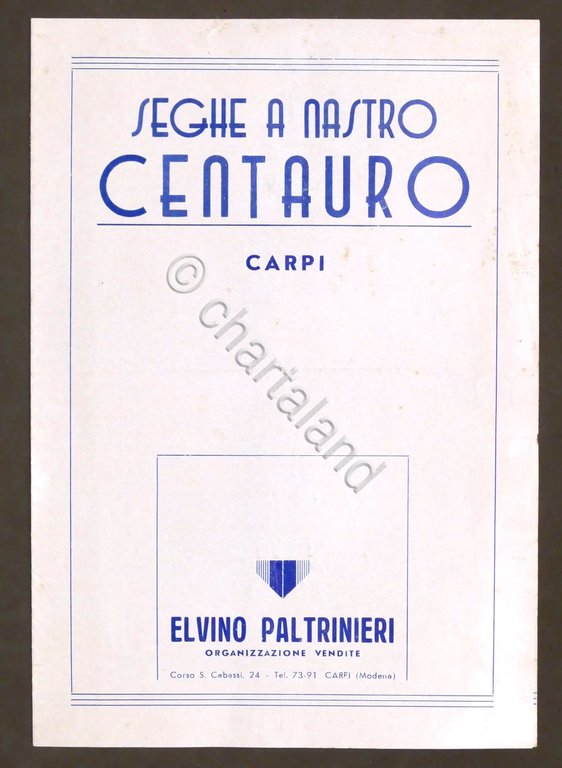 SEGHE A NASTRO
CENTAURO
CARPI
© chartaland
ELVINO PALTRINIERI
ORGANIZZAZIONE VENDITE
Corso S. Cabassi, 24 - Tel. 73-91 CARPI (Modena)